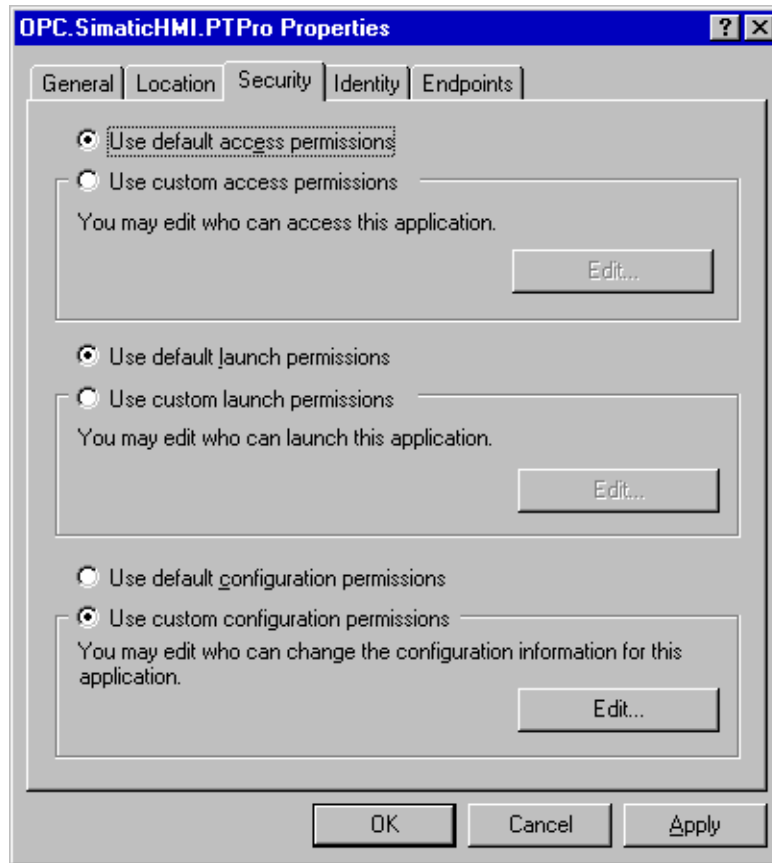 OPC.SimaticHMI.PTPro Properties
General Location Security Identity Endpoints
Use default access permissions
Use custom access permissions
You may edit who can access this application.
Edit...
Use default launch permissions
Use custom launch permissions
You may edit who can launch this application.
Edit...
Use default configuration permissions
Use custom configuration permissions
You may edit who can change the configuration information for this
application.
Edit...
OK Cancel Apply